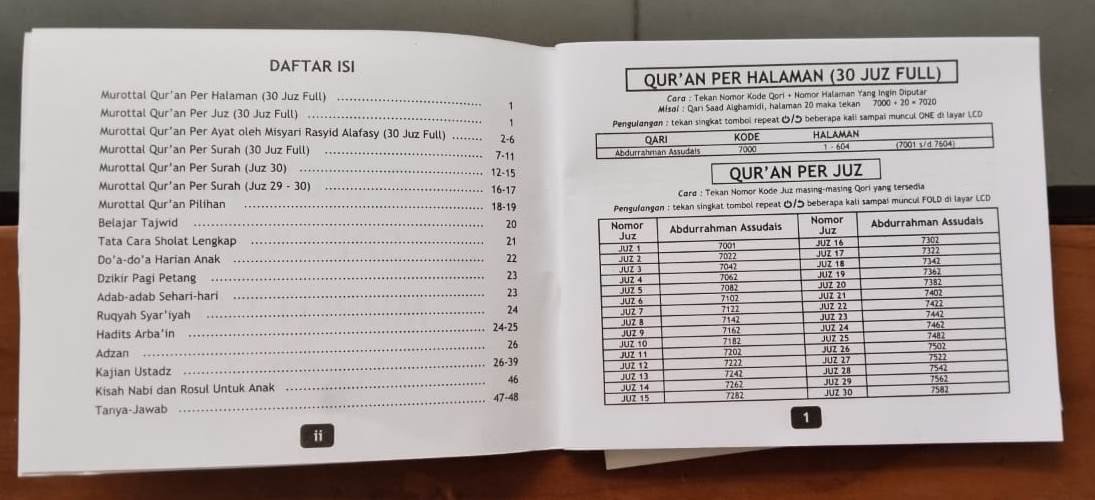 DAFTAR ISI
Murottal Qur'an Per Halaman (30 Juz Full) 1
Murottal Qur'an Per Juz (30 Juz Full) 1
Murottal Qur'an Per Ayat oleh Misyari Rasyid Alafasy (30 Juz Full) 2-6
Murottal Qur'an Per Surah (30 Juz Full) 7-11
Murottal Qur'an Per Surah (Juz 30) 12-15
Murottal Qur'an Per Surah (Juz 29 - 30) 16-17
Murottal Qur'an Pilihan 18-19
Belajar Tajwid 20
Tata Cara Sholat Lengkap 21
Do'a-do'a Harian Anak 22
Dzikir Pagi Petang 23
Adab-adab Sehari-hari 23
Ruqyah Syar'iyah 24
Hadits Arba'in 24-25
Adzan 26
Kajian Ustadz 26-39
Kisah Nabi dan Rosul Untuk Anak 46
Tanya-Jawab 47-48
ii
QUR'AN PER HALAMAN (30 JUZ FULL)
Cara : Tekan Nomor Kode Qori + Nomor Halaman Yang Ingin Diputar
Misal : Qari Saad Alghamidi, halaman 20 maka tekan 7000 + 20 = 7020
Pengulangan : tekan singkat tombol repeat ⏻/⮌ beberapa kali sampai muncul ONE di layar LCD
QARI KODE HALAMAN
Abdurrahman Assudais 7000 1 - 604 (7001 s/d 7604)
QUR'AN PER JUZ
Cara : Tekan Nomor Kode Juz masing-masing Qori yang tersedia
Pengulangan : tekan singkat tombol repeat ⏻/⮌ beberapa kali sampai muncul FOLD di layar LCD
Nomor Juz Abdurrahman Assudais Nomor Juz Abdurrahman Assudais
JUZ 1 7001 JUZ 16 7302
JUZ 2 7022 JUZ 17 7322
JUZ 3 7042 JUZ 18 7342
JUZ 4 7062 JUZ 19 7362
JUZ 5 7082 JUZ 20 7382
JUZ 6 7102 JUZ 21 7402
JUZ 7 7122 JUZ 22 7422
JUZ 8 7142 JUZ 23 7442
JUZ 9 7162 JUZ 24 7462
JUZ 10 7182 JUZ 25 7482
JUZ 11 7202 JUZ 26 7502
JUZ 12 7222 JUZ 27 7522
JUZ 13 7242 JUZ 28 7542
JUZ 14 7262 JUZ 29 7562
JUZ 15 7282 JUZ 30 7582
1